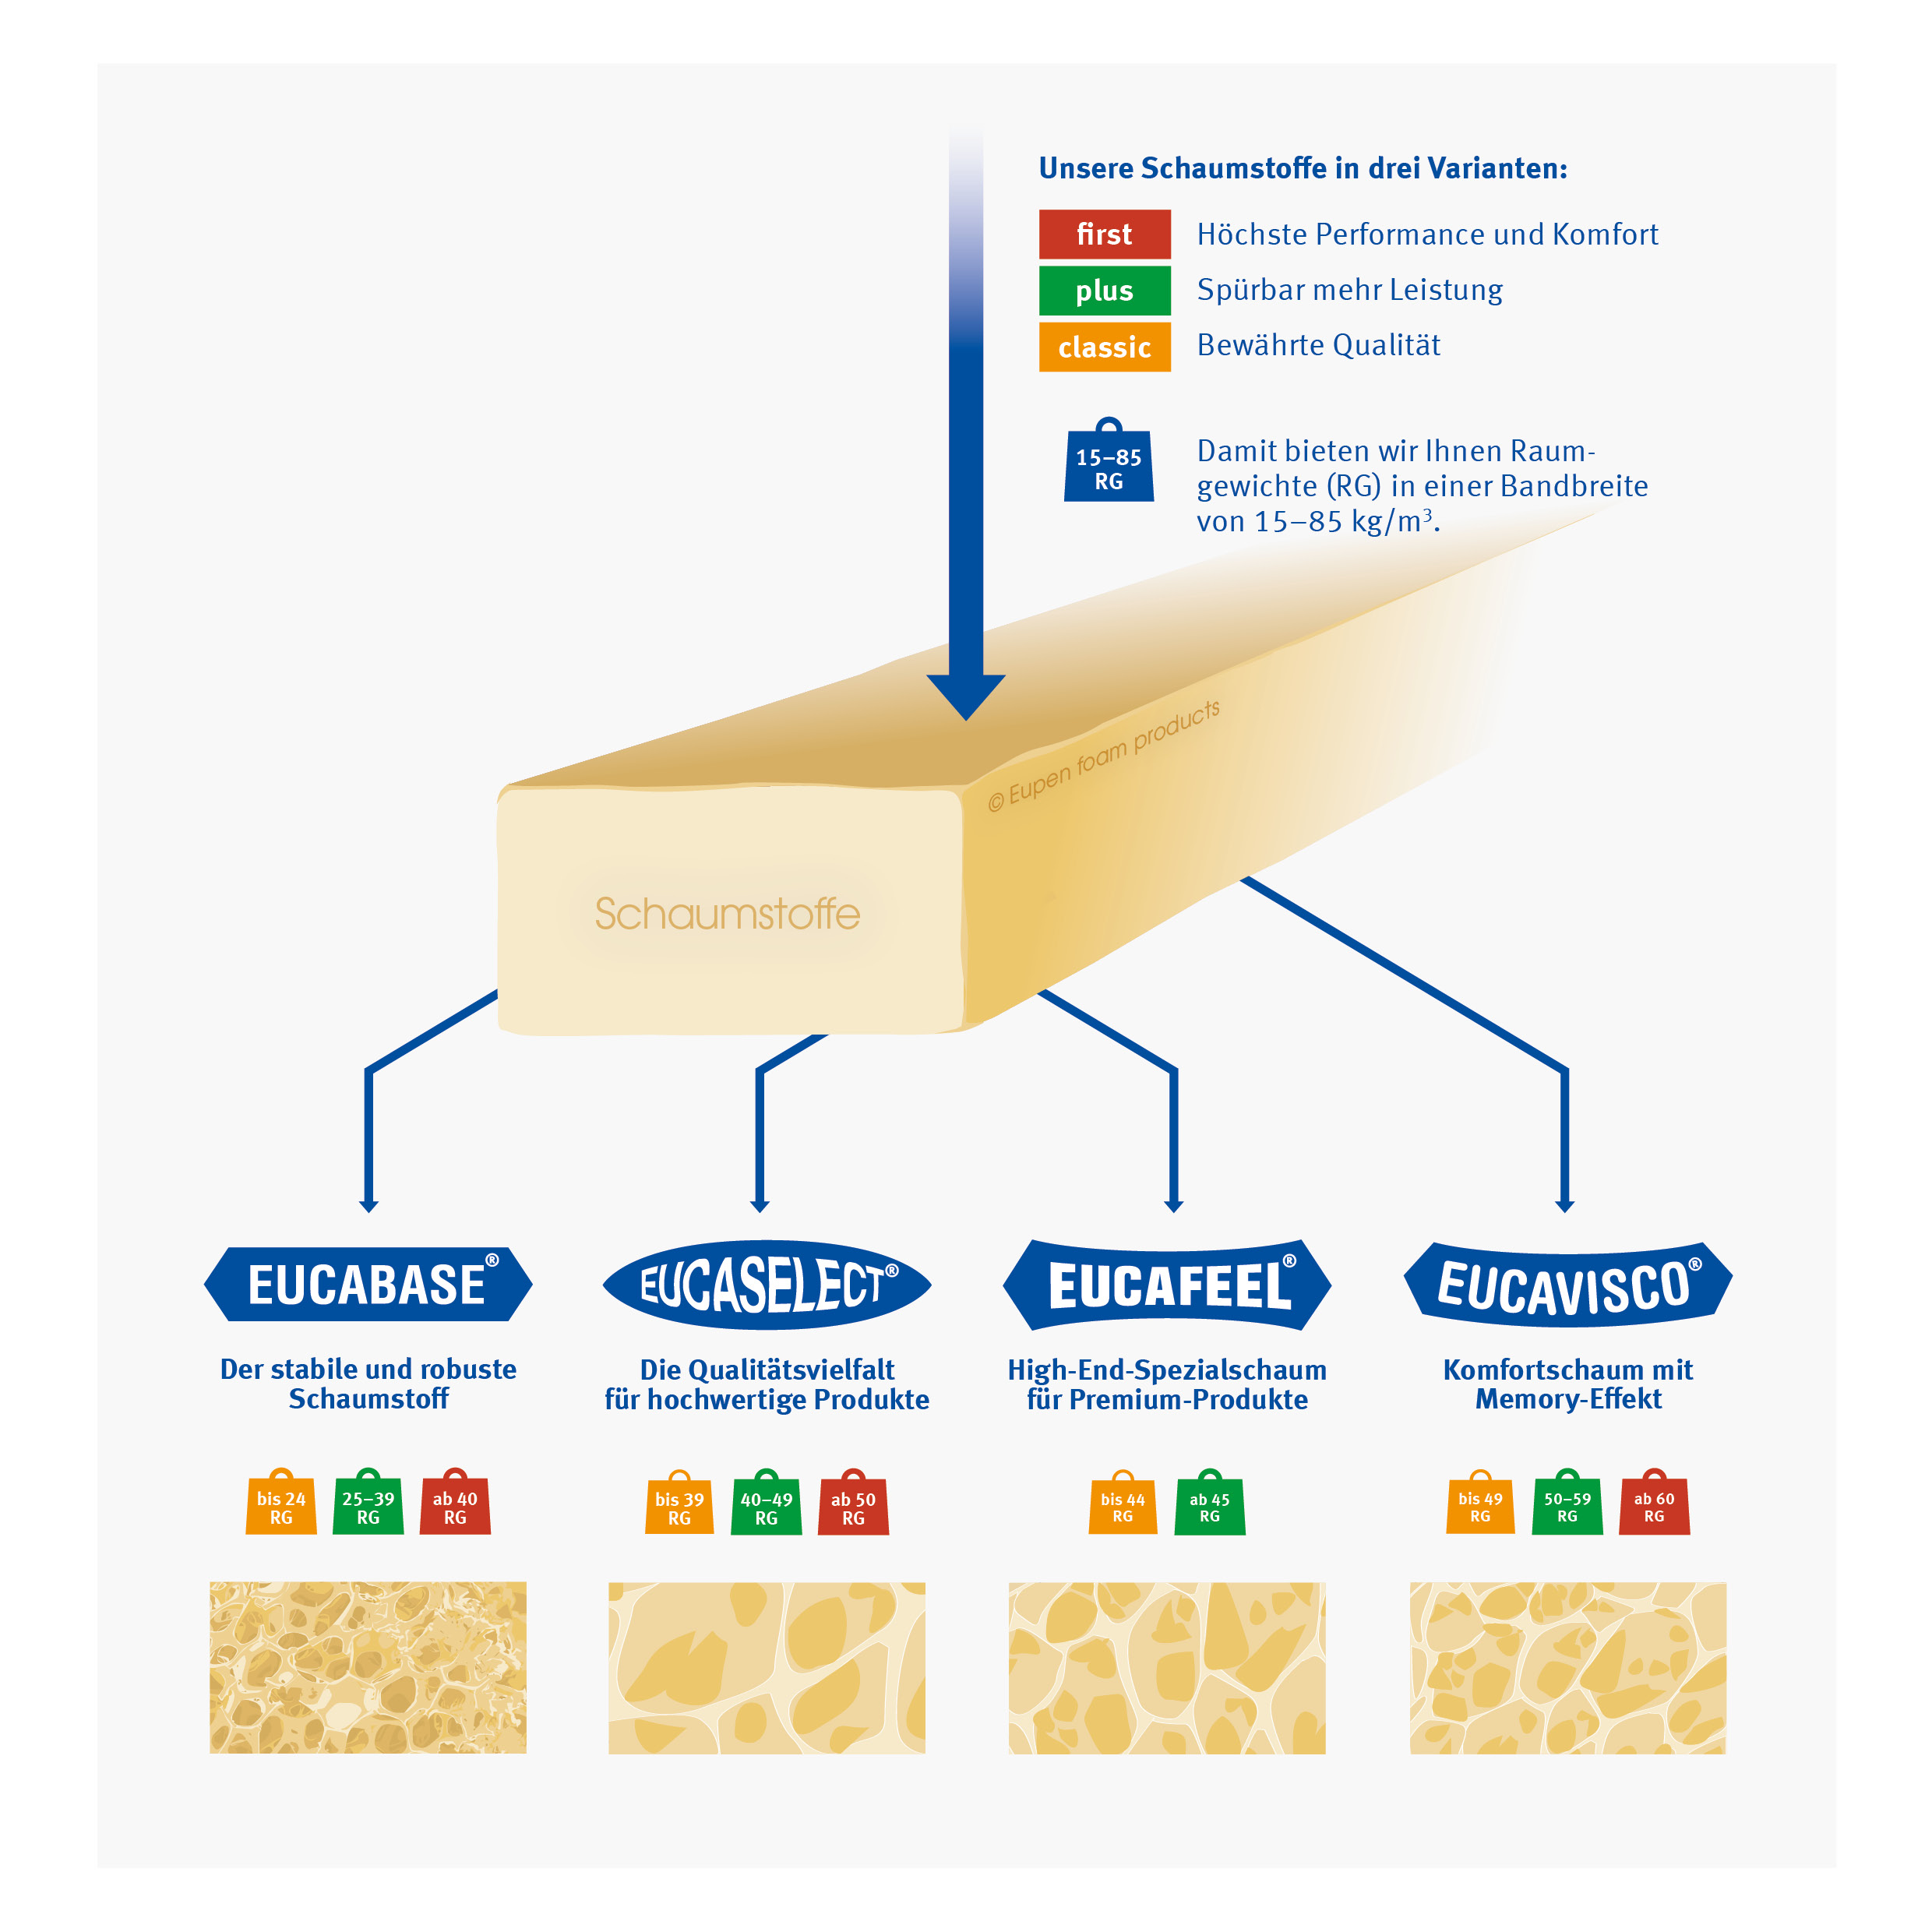 Unsere Schaumstoffe in drei Varianten:
first Höchste Performance und Komfort
plus Spürbar mehr Leistung
classic Bewährte Qualität
15–85
RG
Damit bieten wir Ihnen Raum-
gewichte (RG) in einer Bandbreite
von 15–85 kg/m³.
© Eupen foam products
Schaumstoffe
EUCABASE®
Der stabile und robuste
Schaumstoff
bis 24
RG
25–39
RG
ab 40
RG
EUCASELECT®
Die Qualitätsvielfalt
für hochwertige Produkte
bis 39
RG
40–49
RG
ab 50
RG
EUCAFEEL®
High-End-Spezialschaum
für Premium-Produkte
bis 44
RG
ab 45
RG
EUCAVISCO®
Komfortschaum mit
Memory-Effekt
bis 49
RG
50–59
RG
ab 60
RG